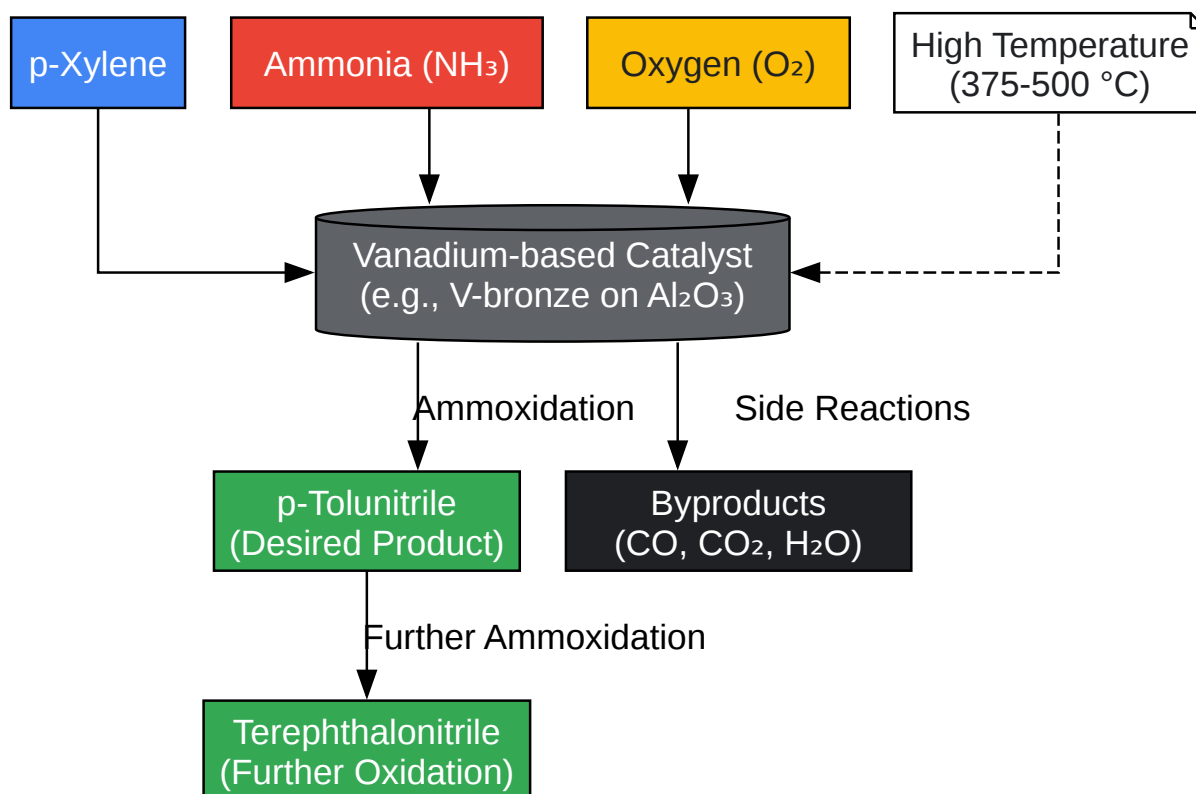 p-Xylene
Ammonia (NH₃)
Oxygen (O₂)
High Temperature
(375-500 °C)
Vanadium-based Catalyst
(e.g., V-bronze on Al₂O₃)
Ammoxidation
Side Reactions
p-Tolunitrile
(Desired Product)
Byproducts
(CO, CO₂, H₂O)
Further Ammoxidation
Terephthalonitrile
(Further Oxidation)